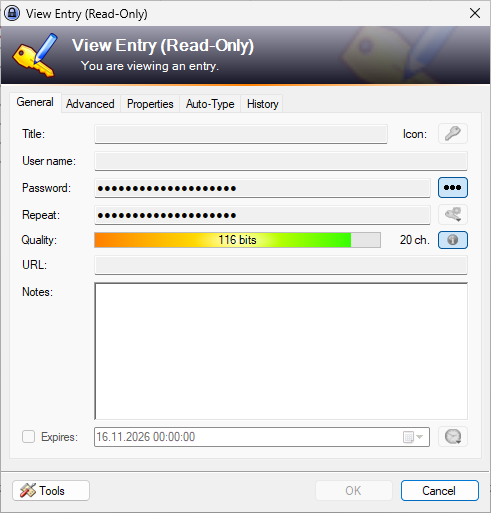 View Entry (Read-Only)
View Entry (Read-Only)
You are viewing an entry.
General Advanced Properties Auto-Type History
Title: Icon:
User name:
Password: ●●●●●●●●●●●●●●●●●●●● ●●●
Repeat: ●●●●●●●●●●●●●●●●●●●●
Quality: 116 bits 20 ch.
URL:
Notes:
Expires: 16.11.2026 00:00:00
Tools OK Cancel